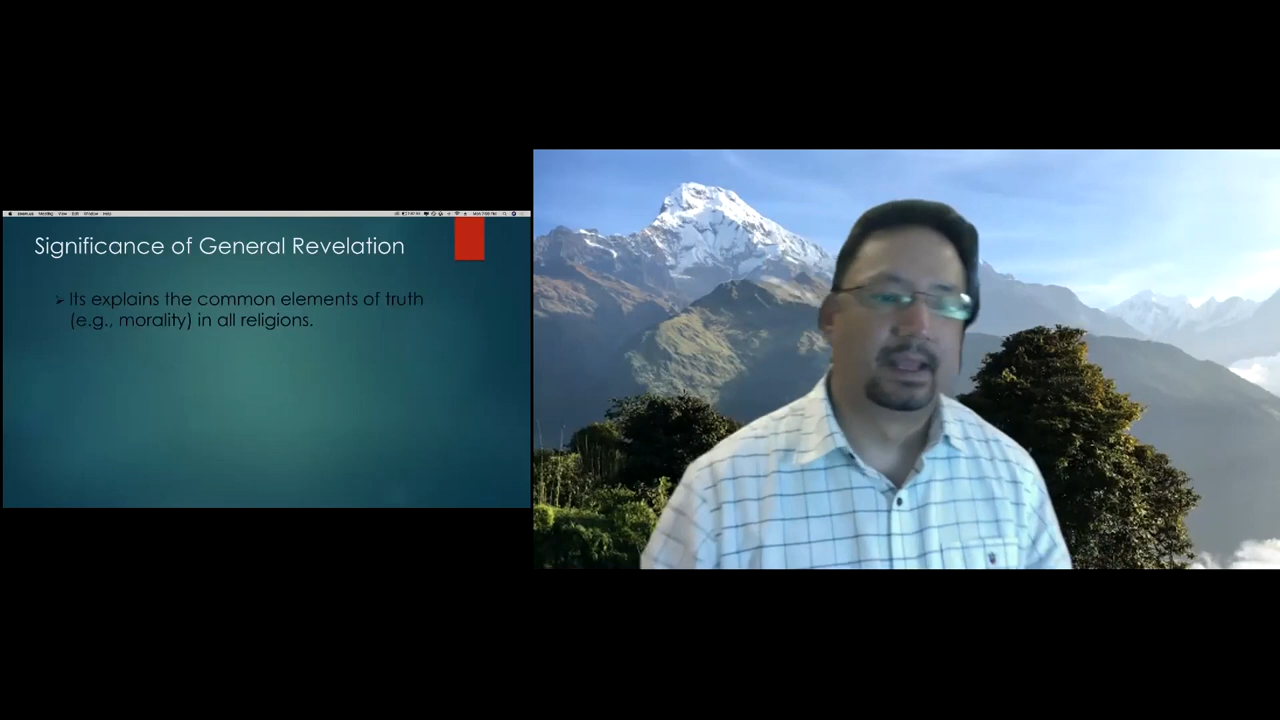 Significance of General Revelation
Its explains the common elements of truth
(e.g., morality) in all religions.